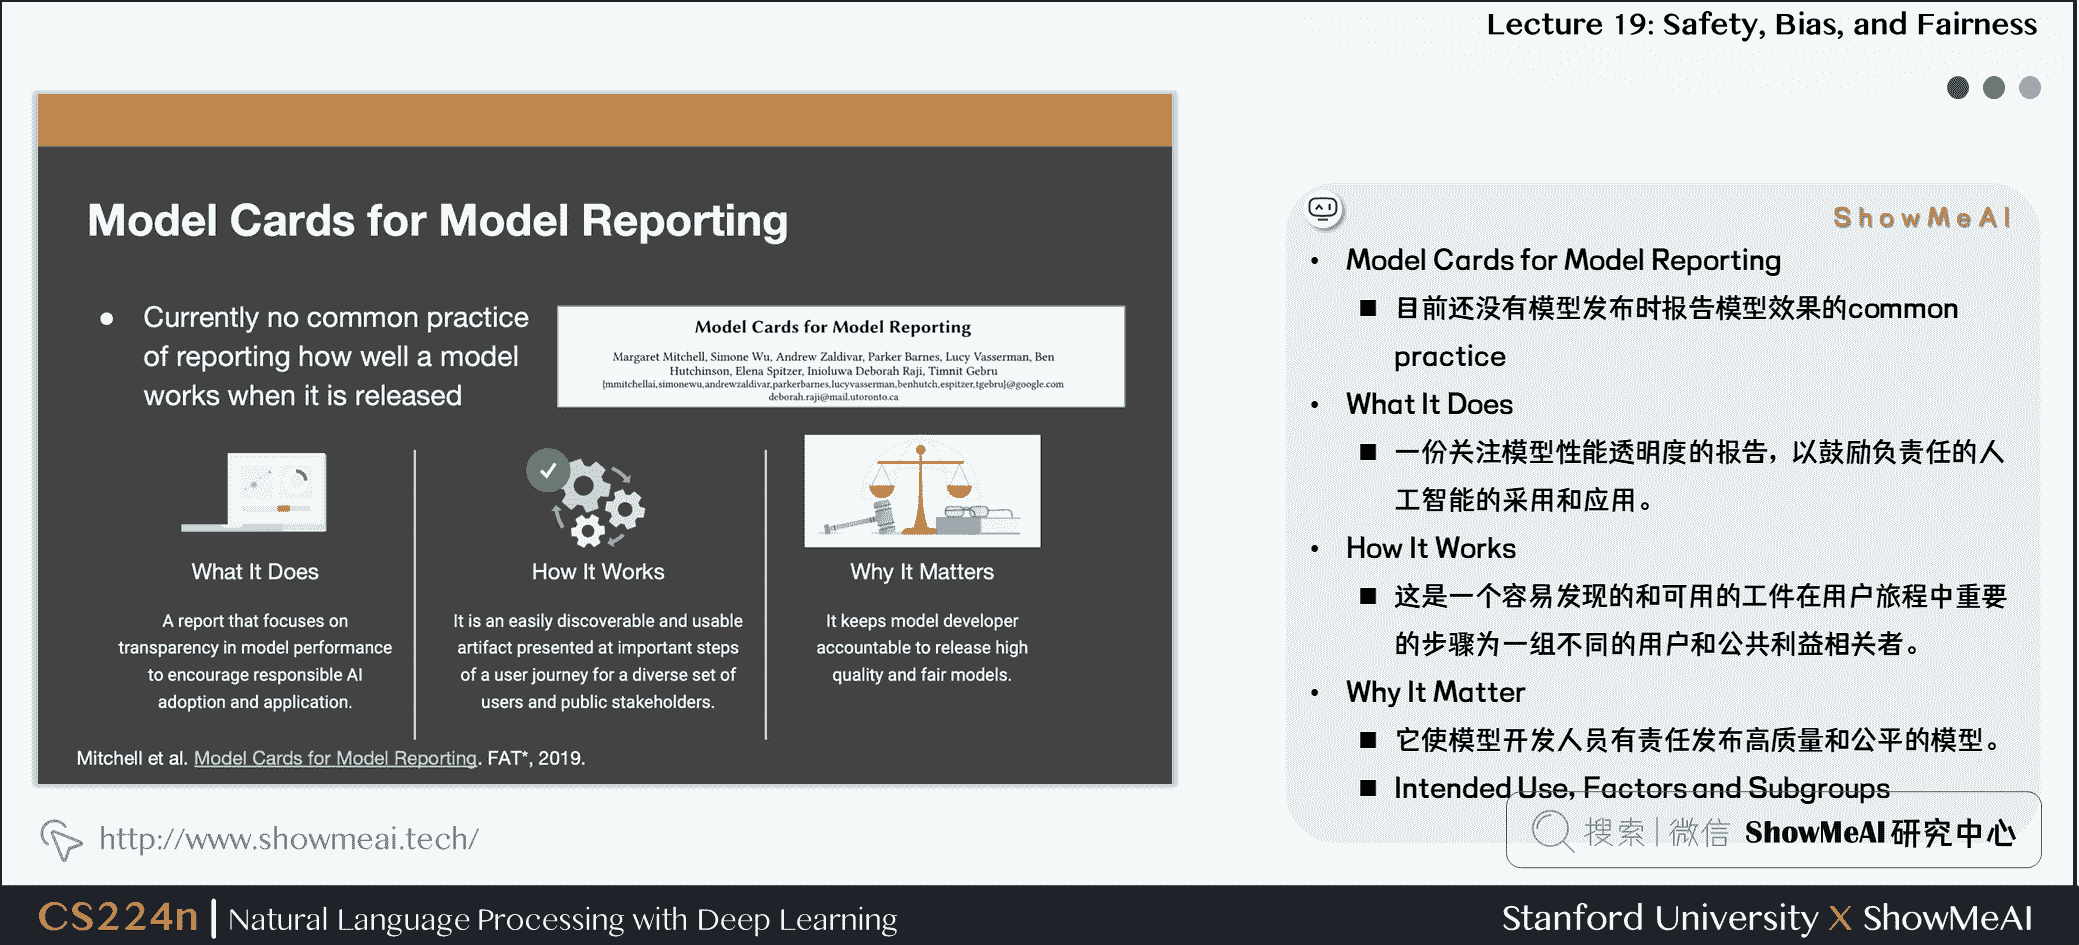 Lecture 19: Safety, Bias, and Fairness
Model Cards for Model Reporting
● Currently no common practice
of reporting how well a model
works when it is released
Model Cards for Model Reporting
Margaret Mitchell, Simone Wu, Andrew Zaldivar, Parker Barnes, Lucy Vasserman, Ben
Hutchinson, Elena Spitzer, Inioluwa Deborah Raji, Timnit Gebru
{mmitchellai,simonewu,andrewzaldivar,parkerbarnes,lucyvasserman,benhutch,espitzer,tgebru}@google.com
deborah.raji@mail.utoronto.ca
What It Does
A report that focuses on
transparency in model performance
to encourage responsible AI
adoption and application.
How It Works
It is an easily discoverable and usable
artifact presented at important steps
of a user journey for a diverse set of
users and public stakeholders.
Why It Matters
It keeps model developer
accountable to release high
quality and fair models.
Mitchell et al. Model Cards for Model Reporting. FAT*, 2019.
ShowMeAI
• Model Cards for Model Reporting
■ 目前还没有模型发布时报告模型效果的common
practice
• What It Does
■ 一份关注模型性能透明度的报告，以鼓励负责任的人
工智能的采用和应用。
• How It Works
■ 这是一个容易发现的和可用的工件在用户旅程中重要
的步骤为一组不同的用户和公共利益相关者。
• Why It Matter
■ 它使模型开发人员有责任发布高质量和公平的模型。
■ Intended Use, Factors and Subgroups
搜索 | 微信 ShowMeAI 研究中心
http://www.showmeai.tech/
CS224n | Natural Language Processing with Deep Learning
Stanford University X ShowMeAI